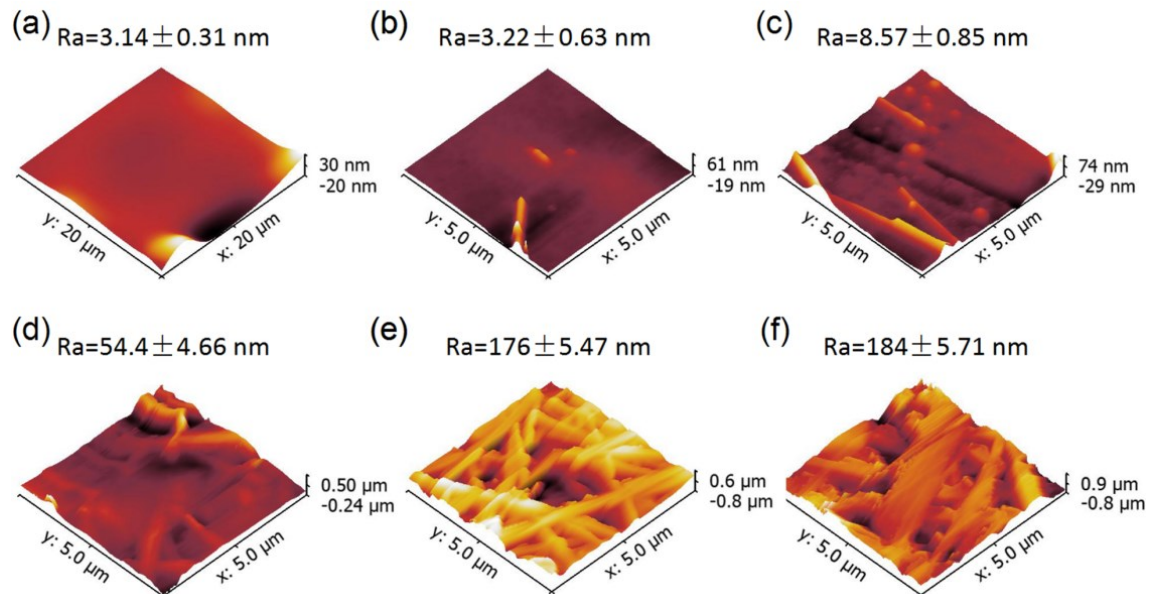 (a)
Ra=3.14±0.31 nm
30 nm
-20 nm
y: 20 µm
x: 20 µm
(b)
Ra=3.22±0.63 nm
61 nm
-19 nm
y: 5.0 µm
x: 5.0 µm
(c)
Ra=8.57±0.85 nm
74 nm
-29 nm
y: 5.0 µm
x: 5.0 µm
(d)
Ra=54.4±4.66 nm
0.50 µm
-0.24 µm
y: 5.0 µm
x: 5.0 µm
(e)
Ra=176±5.47 nm
0.6 µm
-0.8 µm
y: 5.0 µm
x: 5.0 µm
(f)
Ra=184±5.71 nm
0.9 µm
-0.8 µm
y: 5.0 µm
x: 5.0 µm